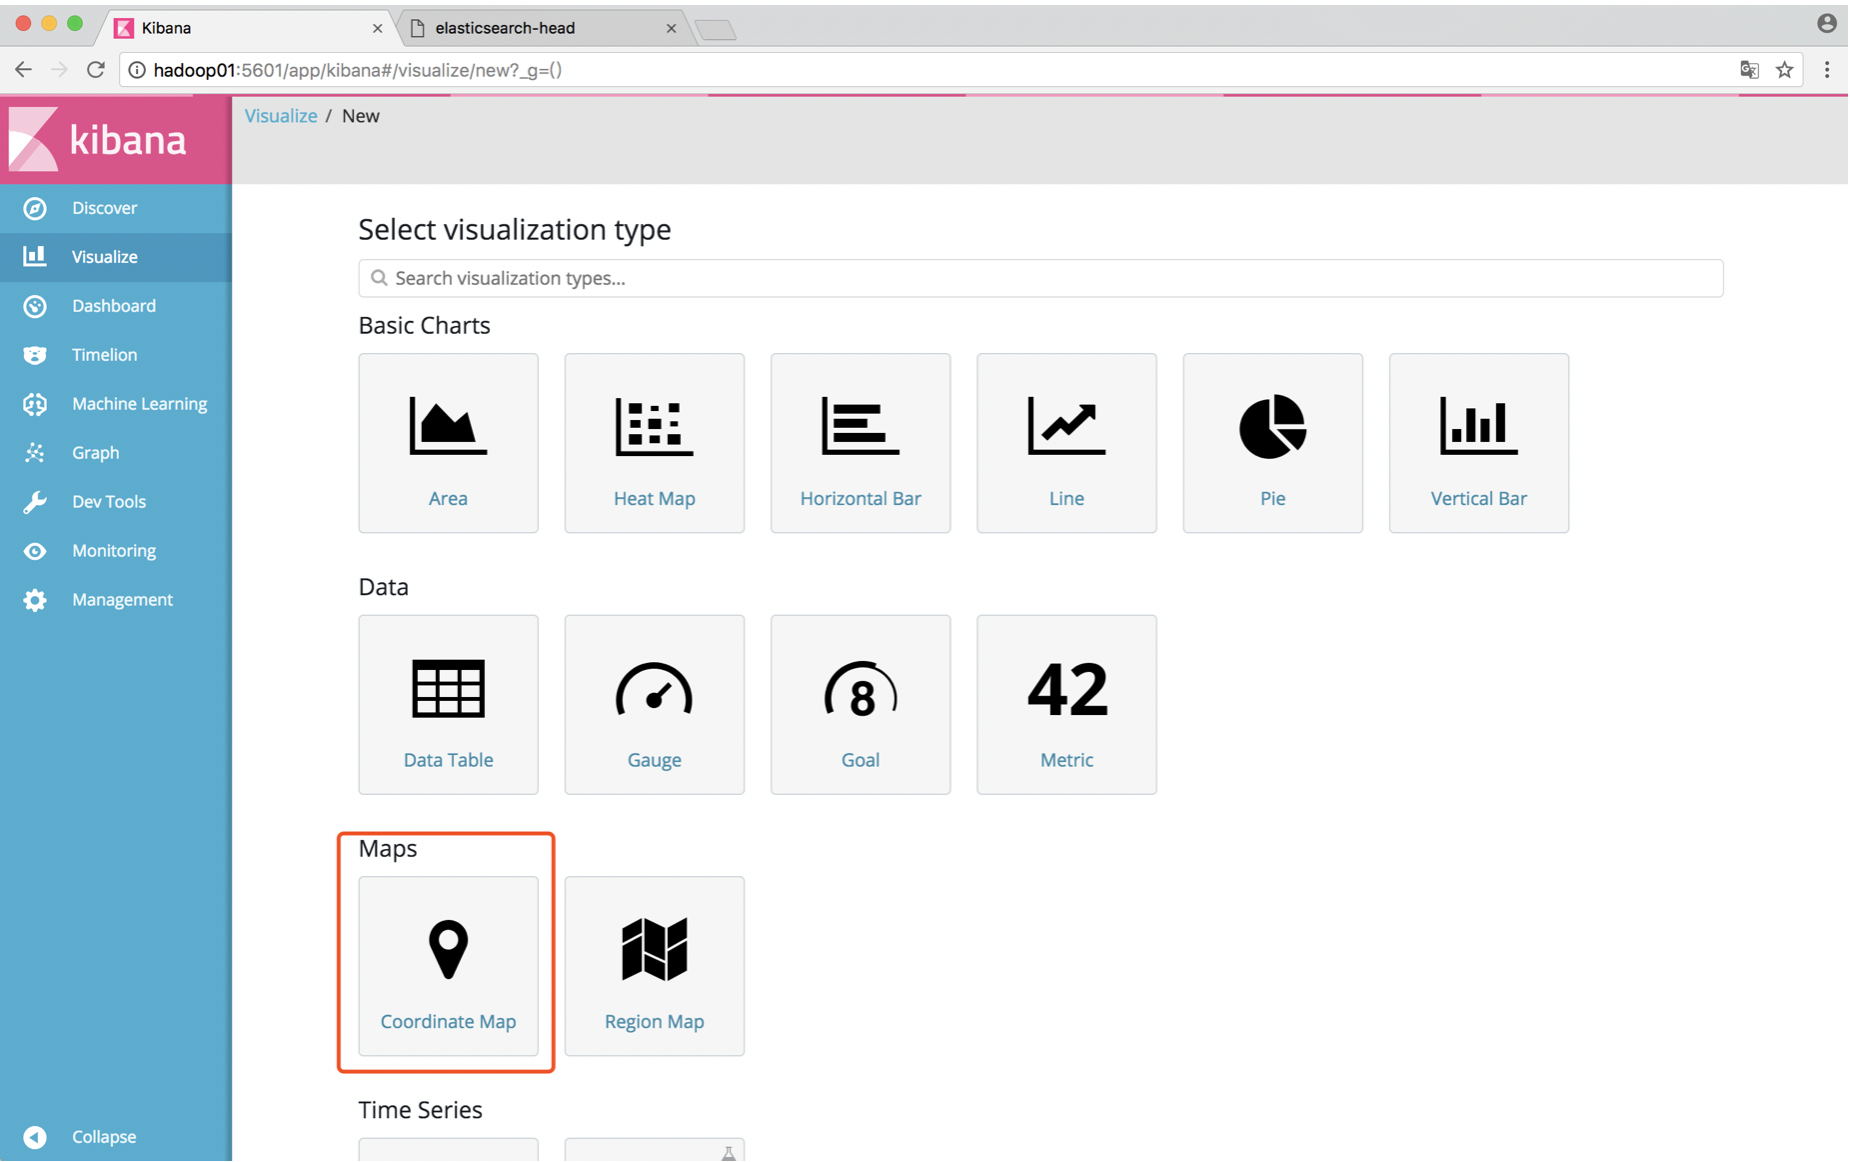 Kibana
elasticsearch-head
hadoop01:5601/app/kibana#/visualize/new?_g=()
kibana
Visualize / New
Discover
Visualize
Dashboard
Timelion
Machine Learning
Graph
Dev Tools
Monitoring
Management
Collapse
Select visualization type
Search visualization types...
Basic Charts
Area
Heat Map
Horizontal Bar
Line
Pie
Vertical Bar
Data
8
42
Data Table
Gauge
Goal
Metric
Maps
Coordinate Map
Region Map
Time Series